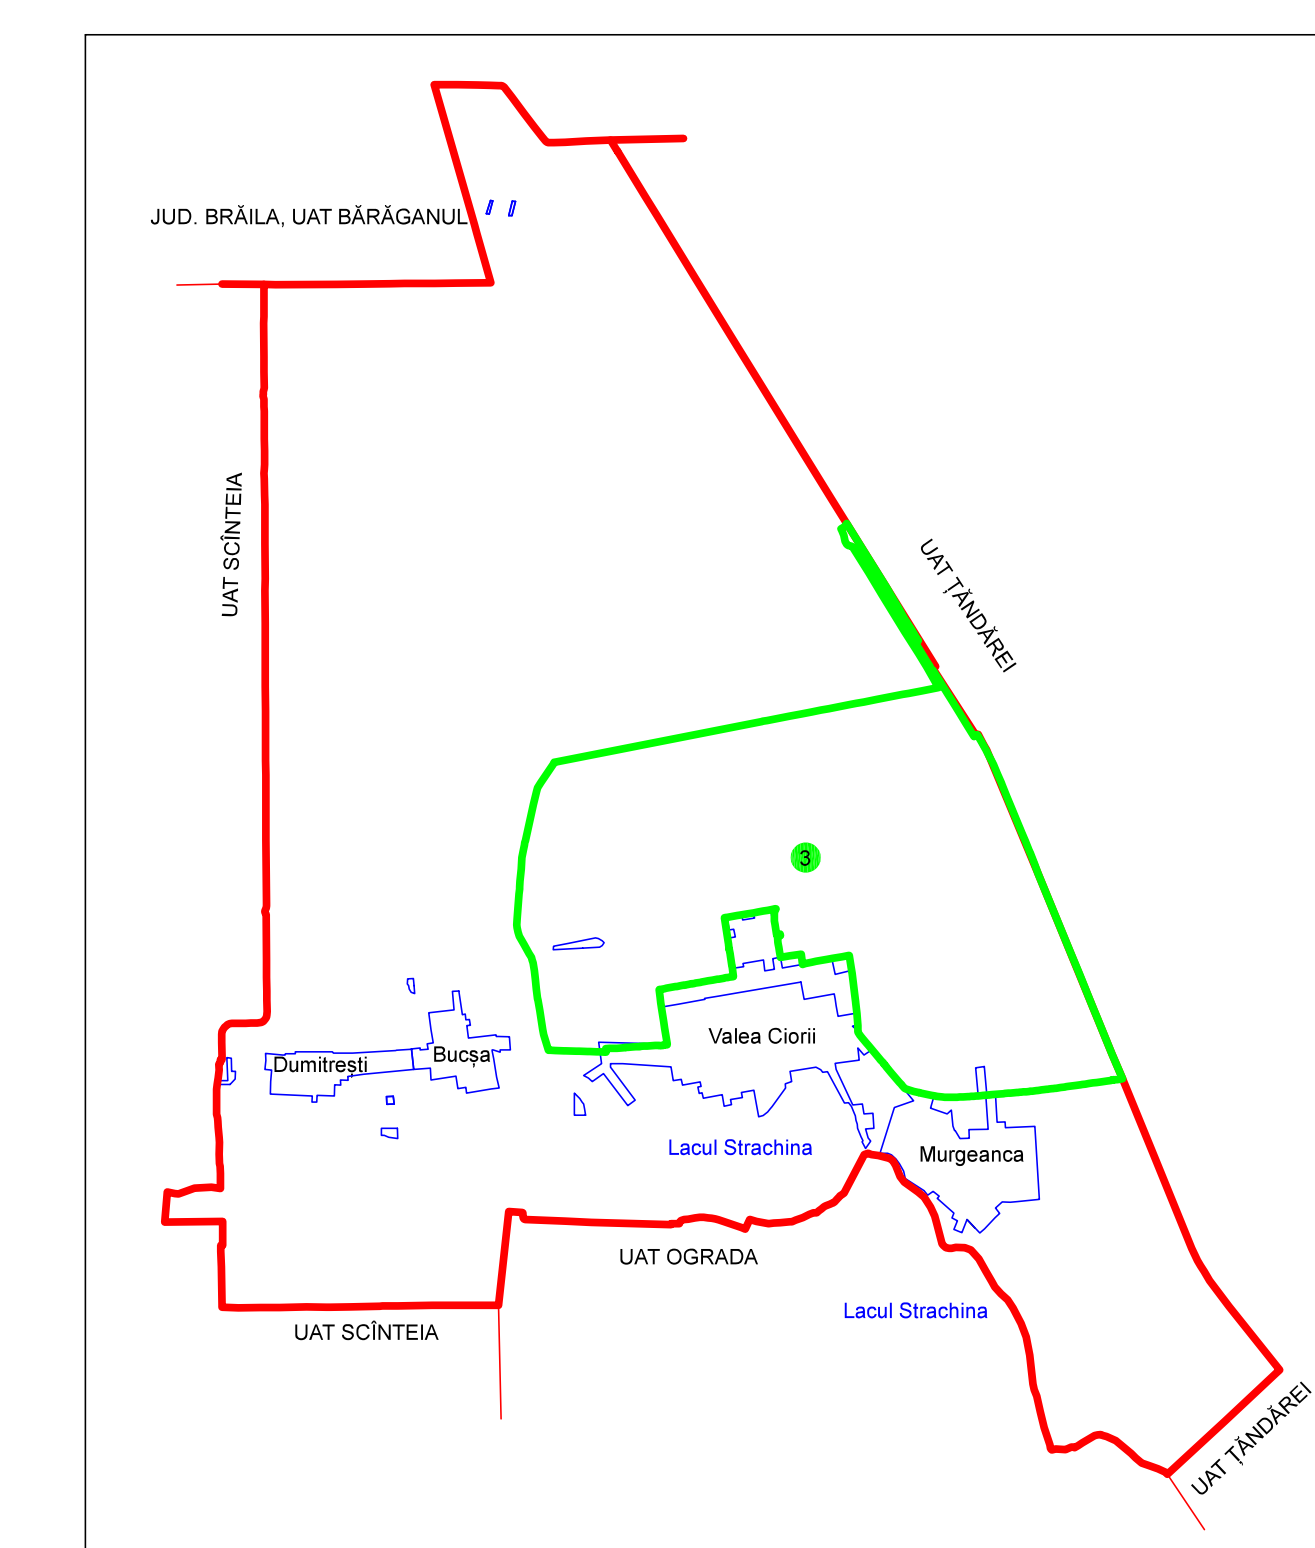 JUD. BRĂILA, UAT BĂRĂGANUL
UAT SCÎNTEIA
UAT ȚĂNDĂREI
3
Valea Ciorii
Bucșa
Dumitrești
Lacul Strachina
Murgeanca
UAT OGRADA
Lacul Strachina
UAT SCÎNTEIA
UAT ȚĂNDĂREI